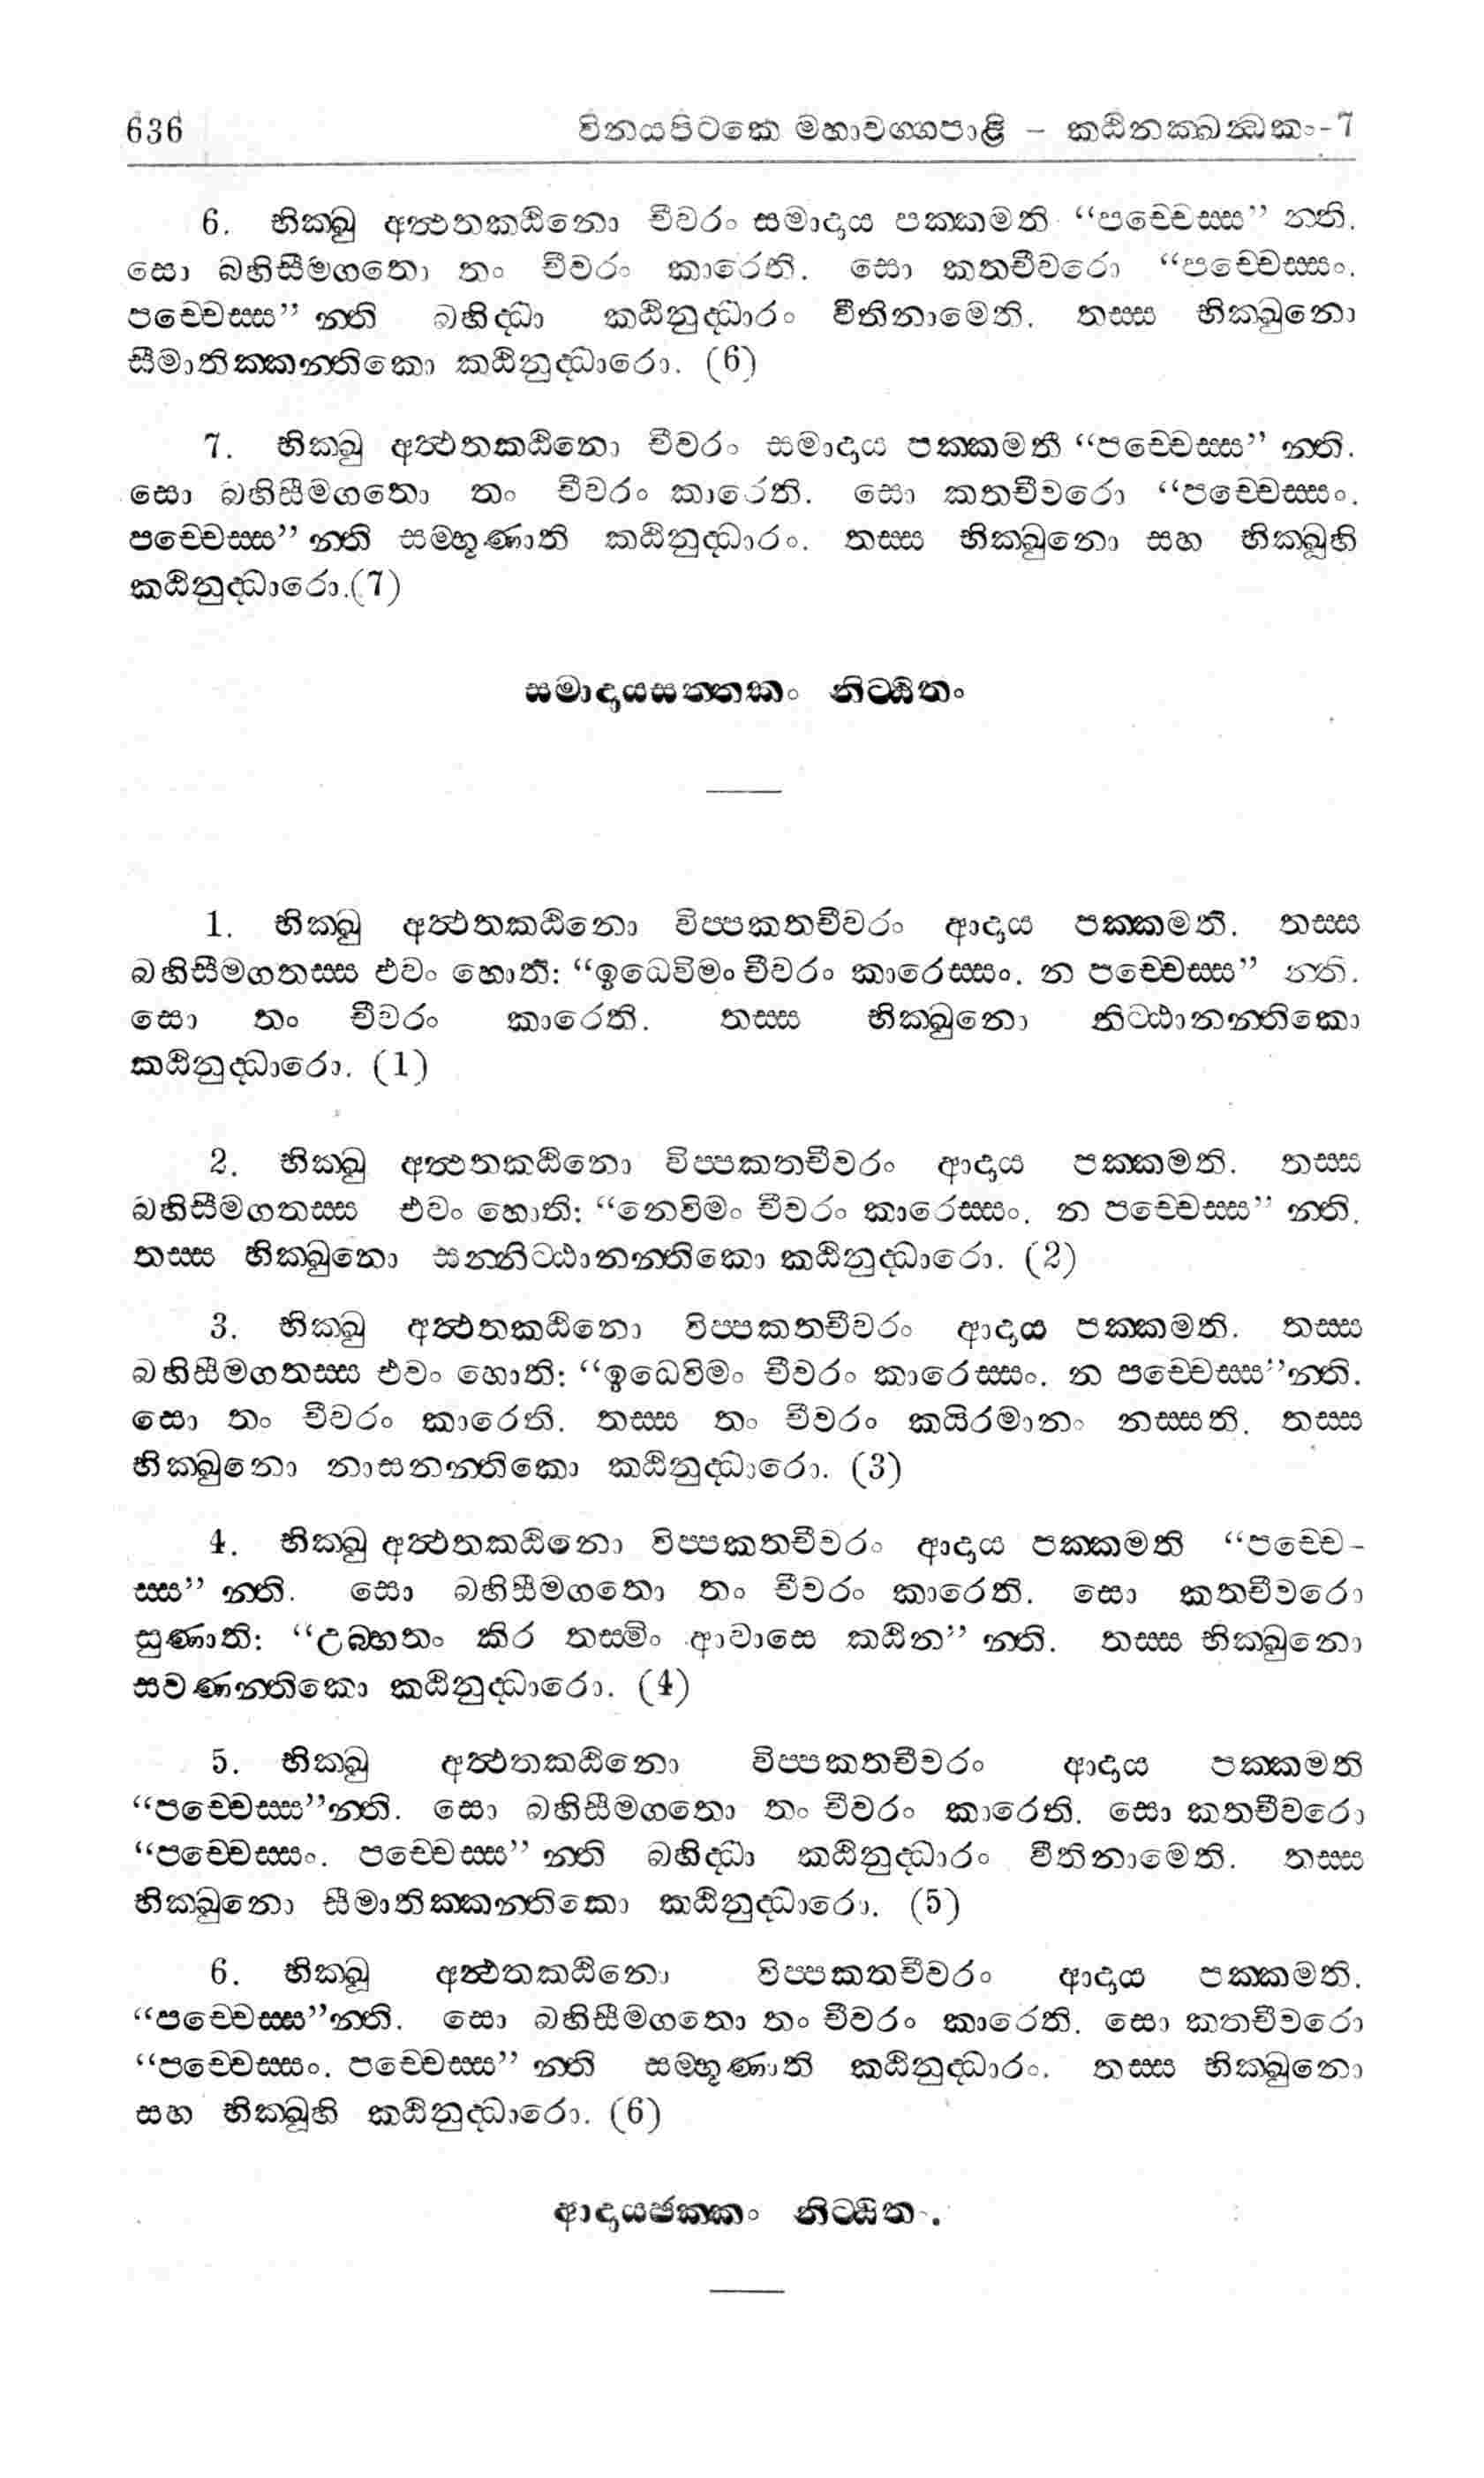 636 විනයපිටකෙ මහාවග්ගපාළි – කඨිනක්ඛන්ධකං-7
6. භික්ඛු අත්ථතකඨිනො චීවරං සමාදාය පක්කමති “පච්චෙස්ස” න්ති.
සො බහිසීමගතො තං චීවරං කාරෙති. සො කතචීවරො “පච්චෙස්සං.
පච්චෙස්ස” න්ති බහිද්ධා කඨිනුද්ධාරං වීතිනාමෙති. තස්ස භික්ඛුනො
සීමාතික්කන්තිකො කඨිනුද්ධාරො. (6)
7. භික්ඛු අත්ථතකඨිනො චීවරං සමාදාය පක්කමති “පච්චෙස්ස” න්ති.
සො බහිසීමගතො තං චීවරං කාරෙති. සො කතචීවරො “පච්චෙස්සං.
පච්චෙස්ස” න්ති සම්භූණාති කඨිනුද්ධාරං. තස්ස භික්ඛුනො සහ භික්ඛූහි
කඨිනුද්ධාරො.(7)
සමාදායසත්තකං නිට්ඨිතං
1. භික්ඛු අත්ථතකඨිනො විප්පකතචීවරං ආදාය පක්කමති. තස්ස
බහිසීමගතස්ස එවං හොති: “ඉධෙවිමං චීවරං කාරෙස්සං. න පච්චෙස්ස” න්ති.
සො තං චීවරං කාරෙති. තස්ස භික්ඛුනො නිට්ඨානන්තිකො
කඨිනුද්ධාරො. (1)
2. භික්ඛු අත්ථතකඨිනො විප්පකතචීවරං ආදාය පක්කමති. තස්ස
බහිසීමගතස්ස එවං හොති: “නෙවිමං චීවරං කාරෙස්සං. න පච්චෙස්ස” න්ති.
තස්ස භික්ඛුනො සන්නිට්ඨානන්තිකො කඨිනුද්ධාරො. (2)
3. භික්ඛු අත්ථතකඨිනො විප්පකතචීවරං ආදාය පක්කමති. තස්ස
බහිසීමගතස්ස එවං හොති: “ඉධෙවිමං චීවරං කාරෙස්සං. න පච්චෙස්ස”න්ති.
සො තං චීවරං කාරෙති. තස්ස තං චීවරං කයිරමානං නස්සති. තස්ස
භික්ඛුනො නාසනන්තිකො කඨිනුද්ධාරො. (3)
4. භික්ඛු අත්ථතකඨිනො විප්පකතචීවරං ආදාය පක්කමති “පච්චෙ-
ස්ස” න්ති. සො බහිසීමගතො තං චීවරං කාරෙති. සො කතචීවරො
සුණාති: “උබ්භතං කිර තස්මිං ආවාසෙ කඨින” න්ති. තස්ස භික්ඛුනො
සවණන්තිකො කඨිනුද්ධාරො. (4)
5. භික්ඛු අත්ථතකඨිනො විප්පකතචීවරං ආදාය පක්කමති
“පච්චෙස්ස”න්ති. සො බහිසීමගතො තං චීවරං කාරෙති. සො කතචීවරො
“පච්චෙස්සං. පච්චෙස්ස” න්ති බහිද්ධා කඨිනුද්ධාරං වීතිනාමෙති. තස්ස
භික්ඛුනො සීමාතික්කන්තිකො කඨිනුද්ධාරො. (5)
6. භික්ඛූ අත්ථතකඨිනො විප්පකතචීවරං ආදාය පක්කමති.
“පච්චෙස්ස”න්ති. සො බහිසීමගතො තං චීවරං කාරෙති. සො කතචීවරො
“පච්චෙස්සං. පච්චෙස්ස” න්ති සම්භූණාති කඨිනුද්ධාරං. තස්ස භික්ඛුනො
සහ භික්ඛූහි කඨිනුද්ධාරො. (6)
ආදායඡක්කං නිට්ඨිතං.